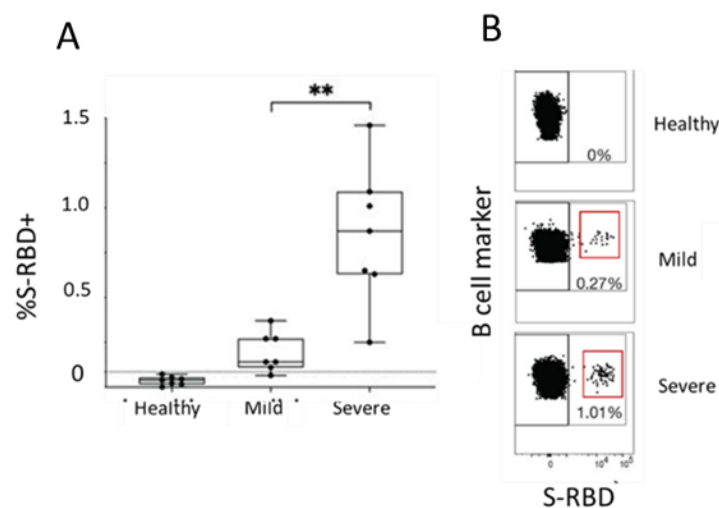 A
**
1.5
1.0
0.5
0
%S-RBD+
Healthy
Mild
Severe
B
B cell marker
0%
Healthy
0.27%
Mild
1.01%
Severe
0
10⁴
10⁵
S-RBD